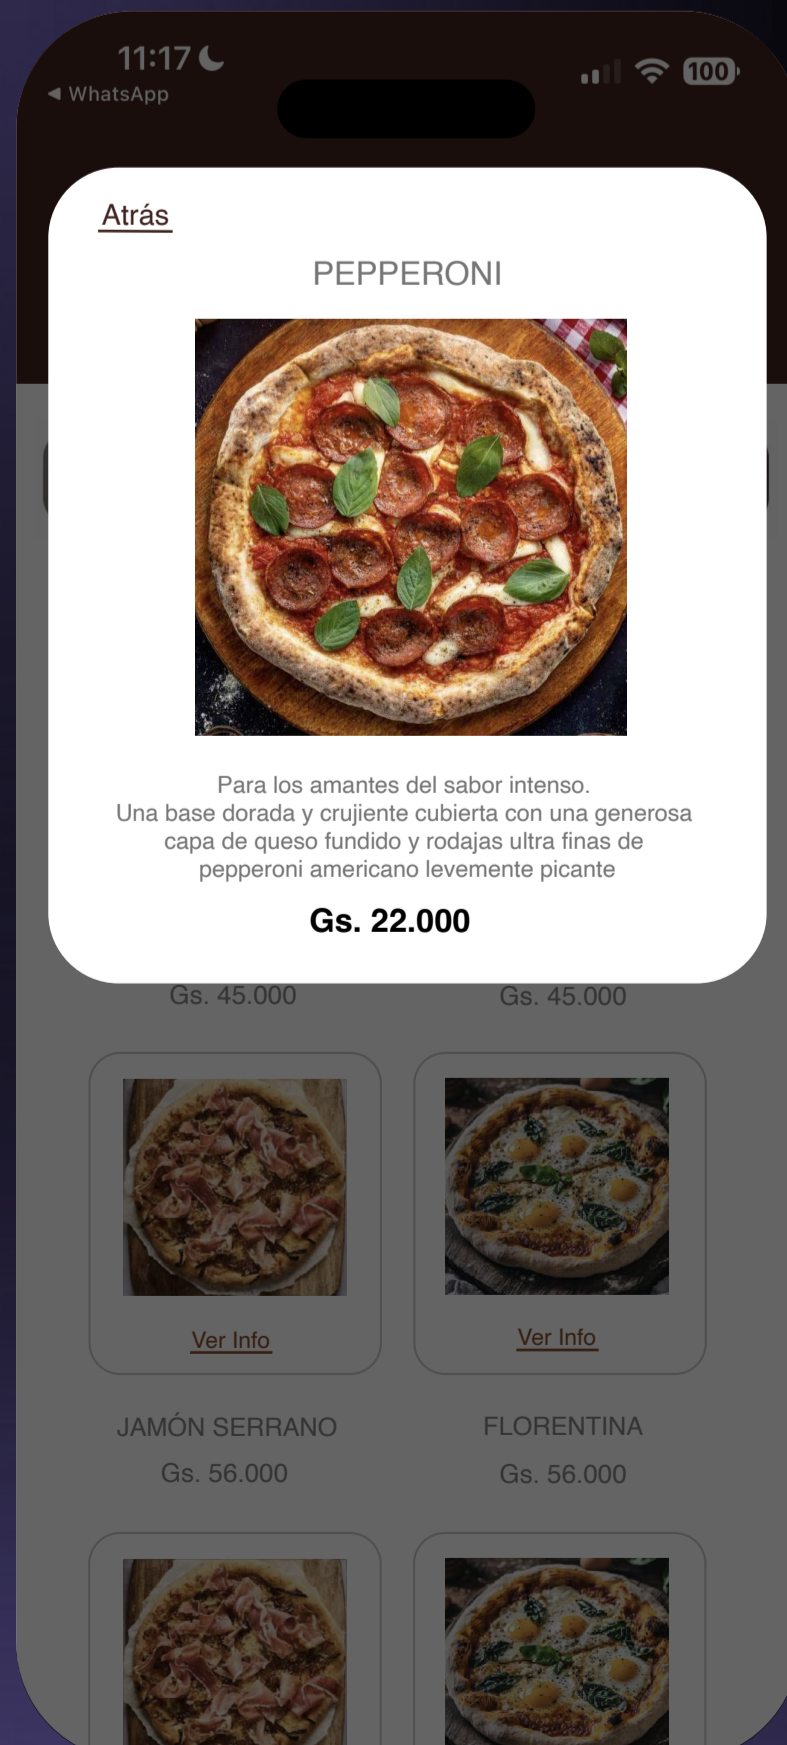 11:17
100
◀ WhatsApp
Atrás
PEPPERONI
Para los amantes del sabor intenso.
Una base dorada y crujiente cubierta con una generosa
capa de queso fundido y rodajas ultra finas de
pepperoni americano levemente picante
Gs. 22.000
Gs. 45.000
Gs. 45.000
Ver Info
Ver Info
JAMÓN SERRANO
FLORENTINA
Gs. 56.000
Gs. 56.000